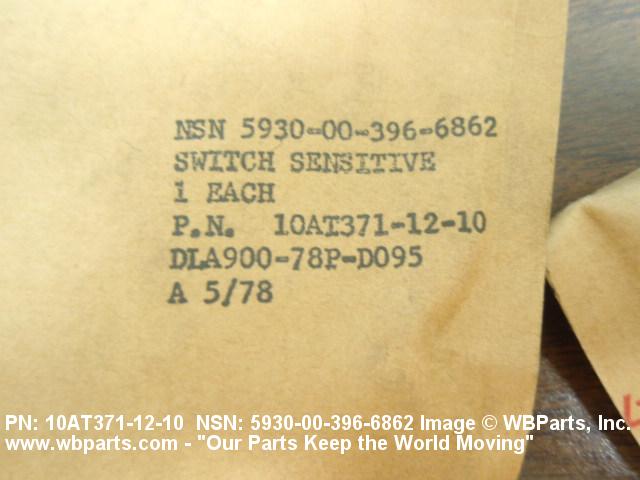 NSN 5930-00-396-6862
SWITCH SENSITIVE
1 EACH
P.N. 10AT371-12-10
DLA900-78P-D095
A 5/78
PN: 10AT371-12-10 NSN: 5930-00-396-6862 Image © WBParts, Inc.
www.wbparts.com - "Our Parts Keep the World Moving"